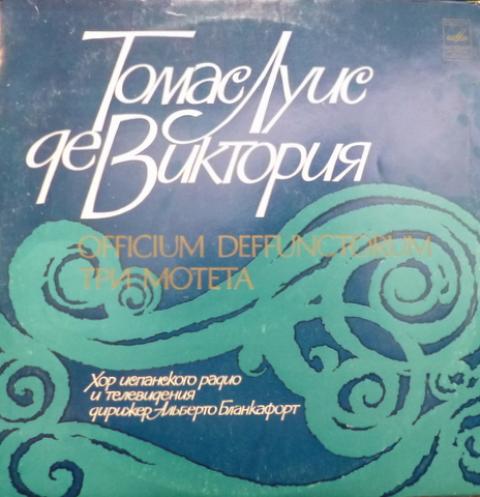 Томас Луис
де Виктория
OFFICIUM DEFFUNCTORUM
ТРИ МОТЕТА
Хор испанского радио
и телевидения
дирижер Альберто Бланкафорт